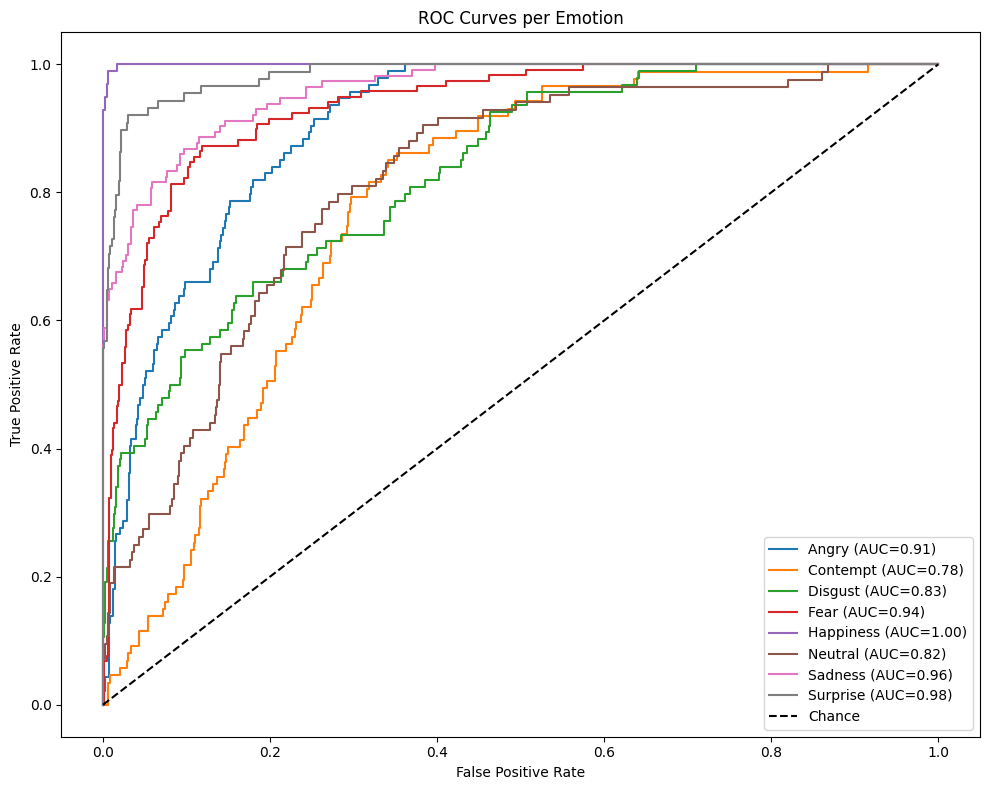 ROC Curves per Emotion
True Positive Rate
1.0
0.8
0.6
0.4
0.2
0.0
0.0 0.2 0.4 0.6 0.8 1.0
False Positive Rate
Angry (AUC=0.91)
Contempt (AUC=0.78)
Disgust (AUC=0.83)
Fear (AUC=0.94)
Happiness (AUC=1.00)
Neutral (AUC=0.82)
Sadness (AUC=0.96)
Surprise (AUC=0.98)
Chance